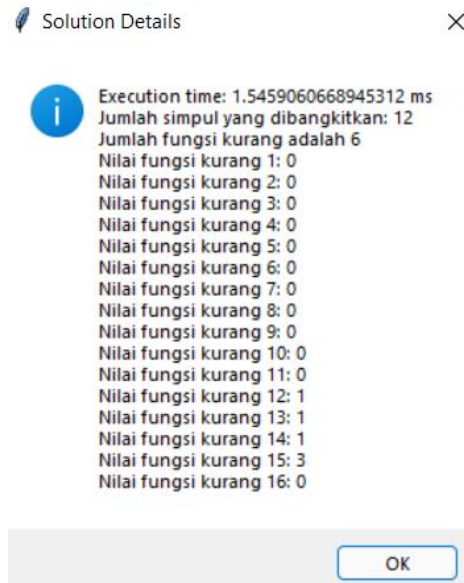 Solution Details
Execution time: 1.5459060668945312 ms
Jumlah simpul yang dibangkitkan: 12
Jumlah fungsi kurang adalah 6
Nilai fungsi kurang 1: 0
Nilai fungsi kurang 2: 0
Nilai fungsi kurang 3: 0
Nilai fungsi kurang 4: 0
Nilai fungsi kurang 5: 0
Nilai fungsi kurang 6: 0
Nilai fungsi kurang 7: 0
Nilai fungsi kurang 8: 0
Nilai fungsi kurang 9: 0
Nilai fungsi kurang 10: 0
Nilai fungsi kurang 11: 0
Nilai fungsi kurang 12: 1
Nilai fungsi kurang 13: 1
Nilai fungsi kurang 14: 1
Nilai fungsi kurang 15: 3
Nilai fungsi kurang 16: 0
OK